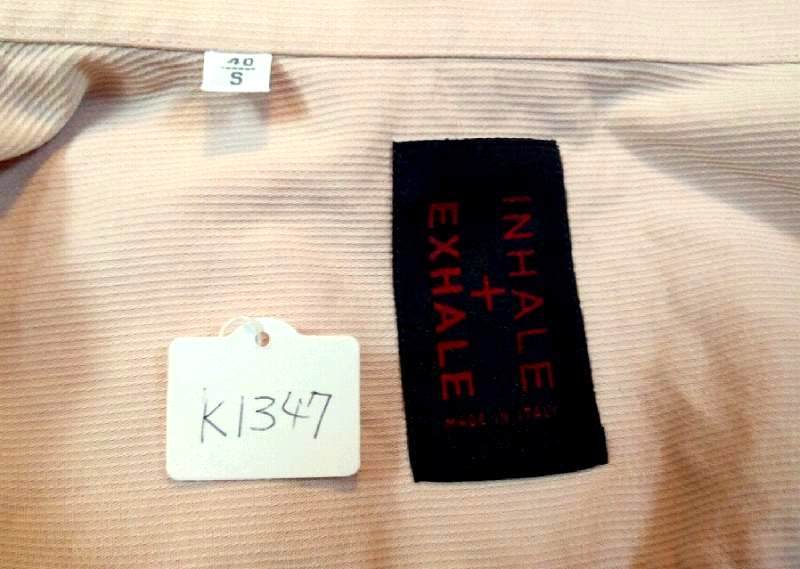 40
S
INHALE
+
EXHALE
MADE IN ITALY
K1347